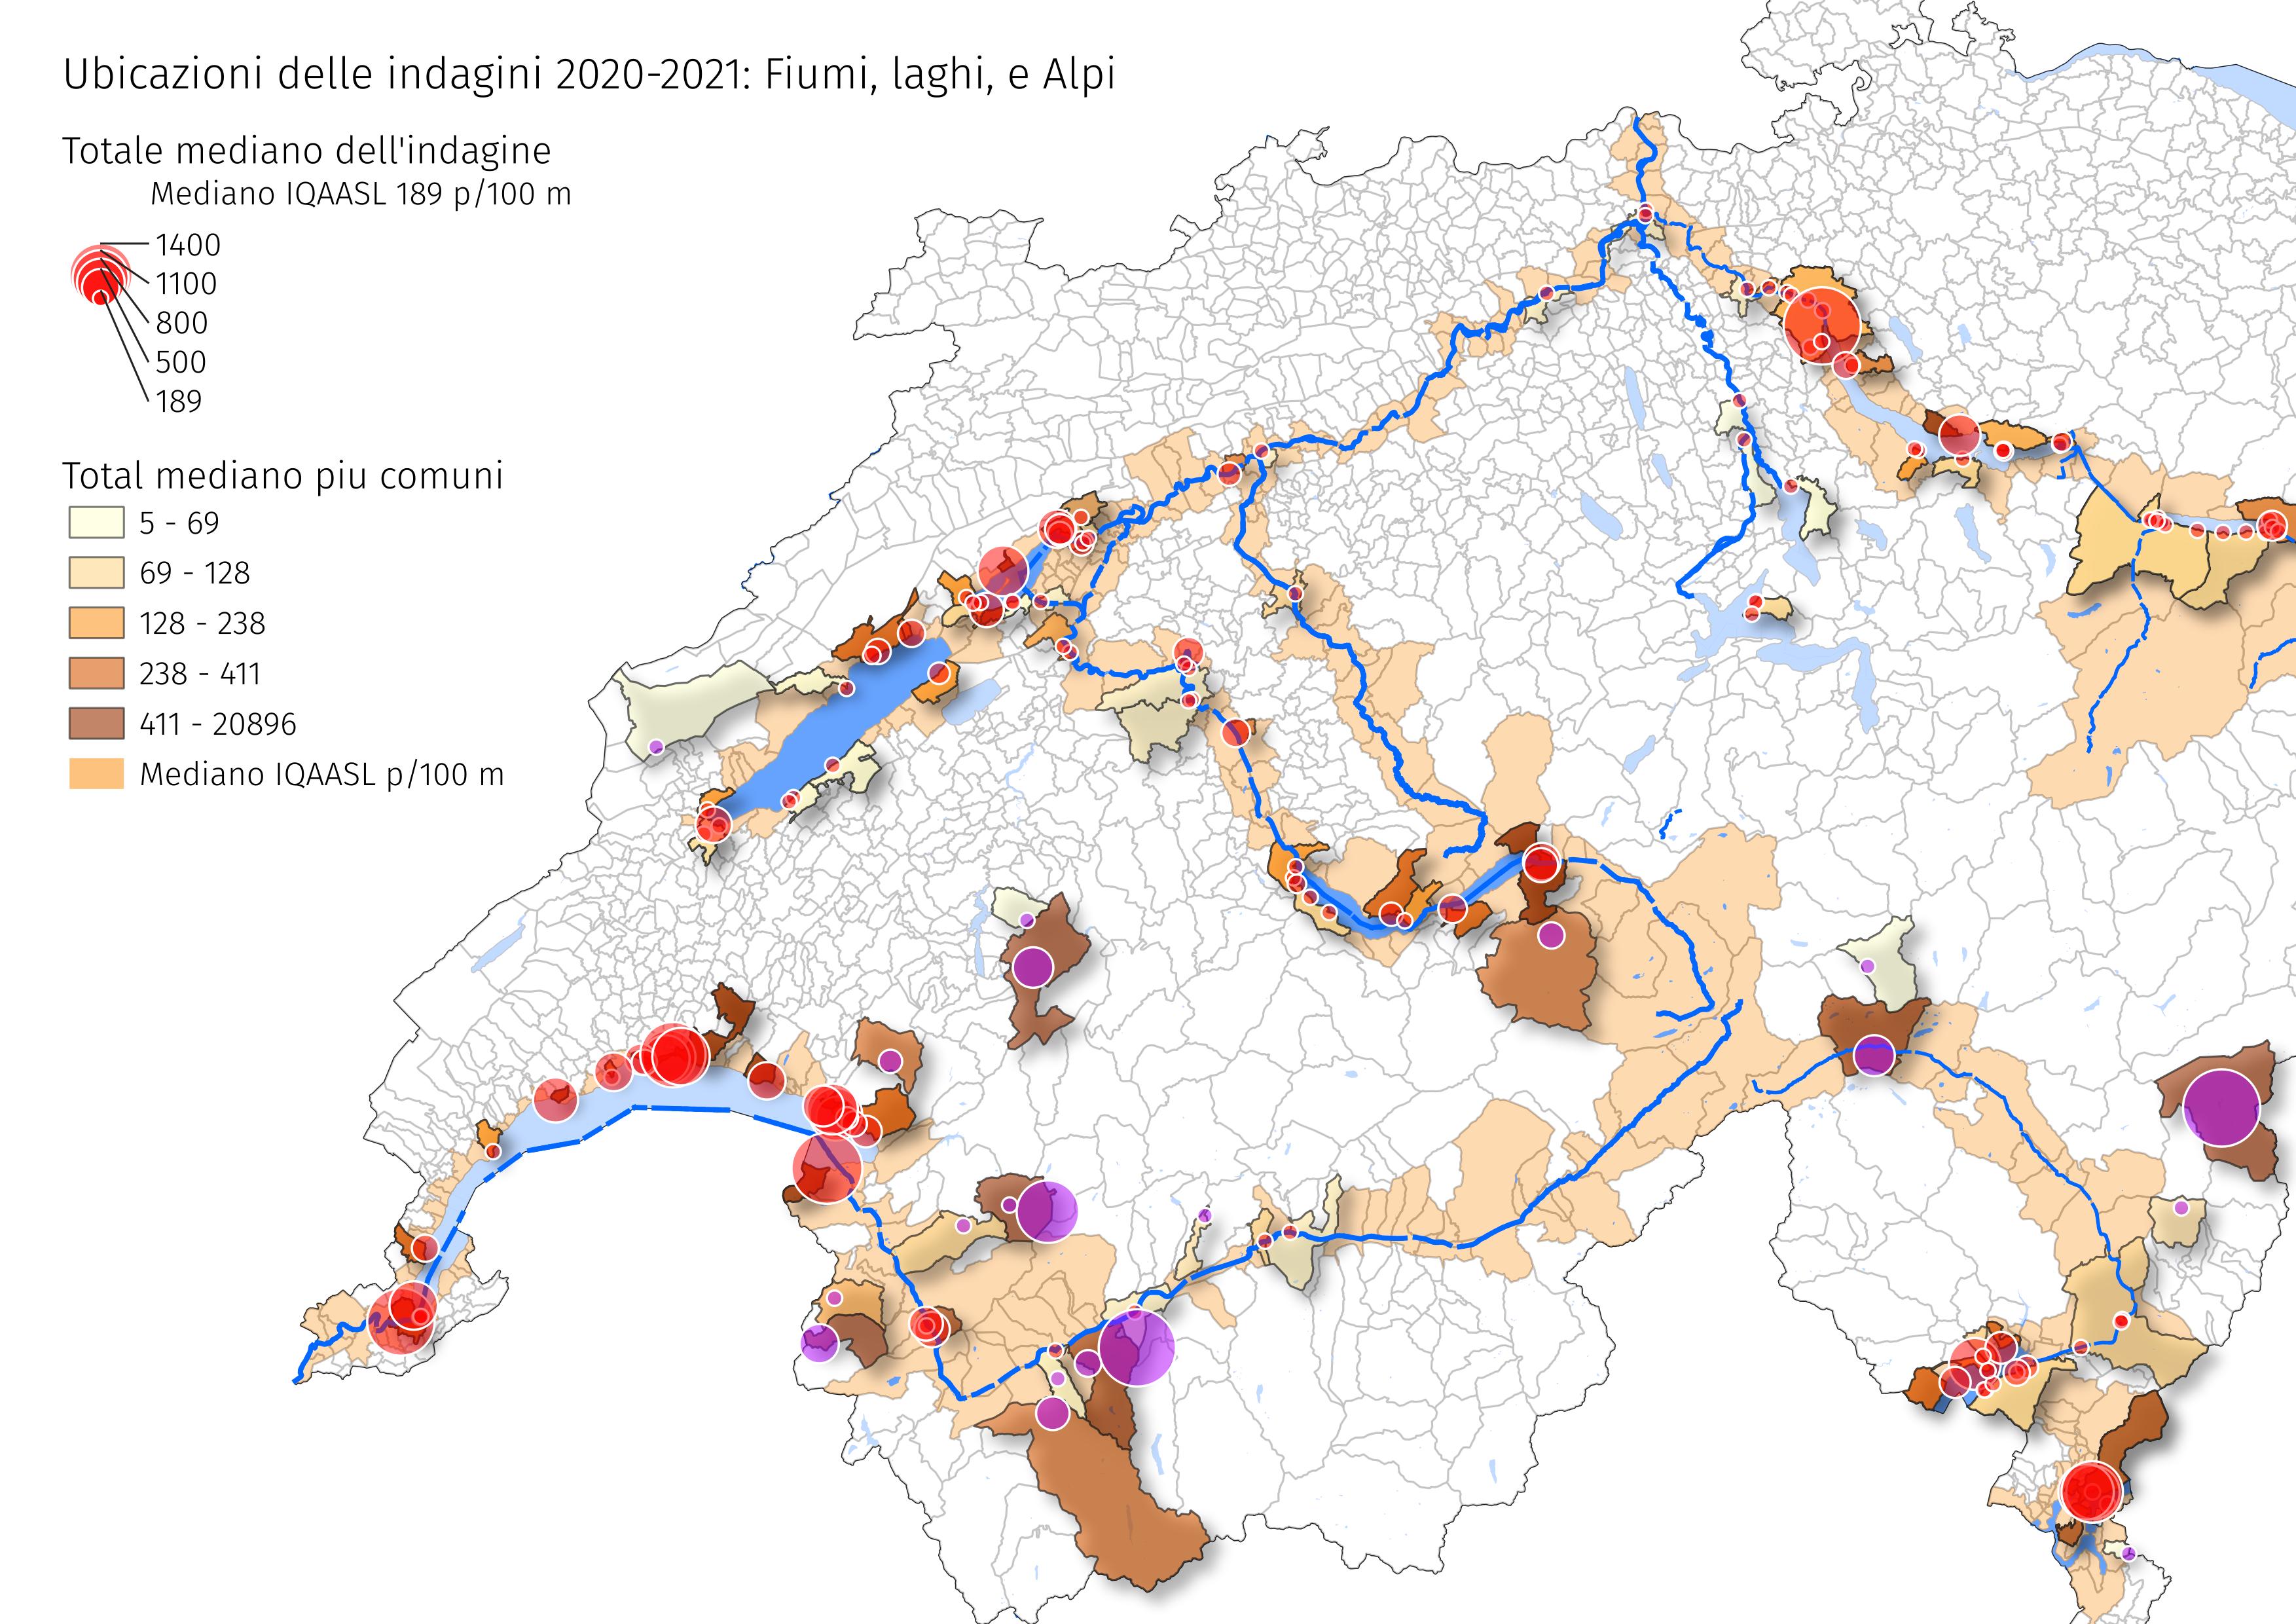 Ubicazioni delle indagini 2020-2021: Fiumi, laghi, e Alpi
Totale mediano dell'indagine
Mediano IQAASL 189 p/100 m
1400
1100
800
500
189
Total mediano piu comuni
5 - 69
69 - 128
128 - 238
238 - 411
411 - 20896
Mediano IQAASL p/100 m